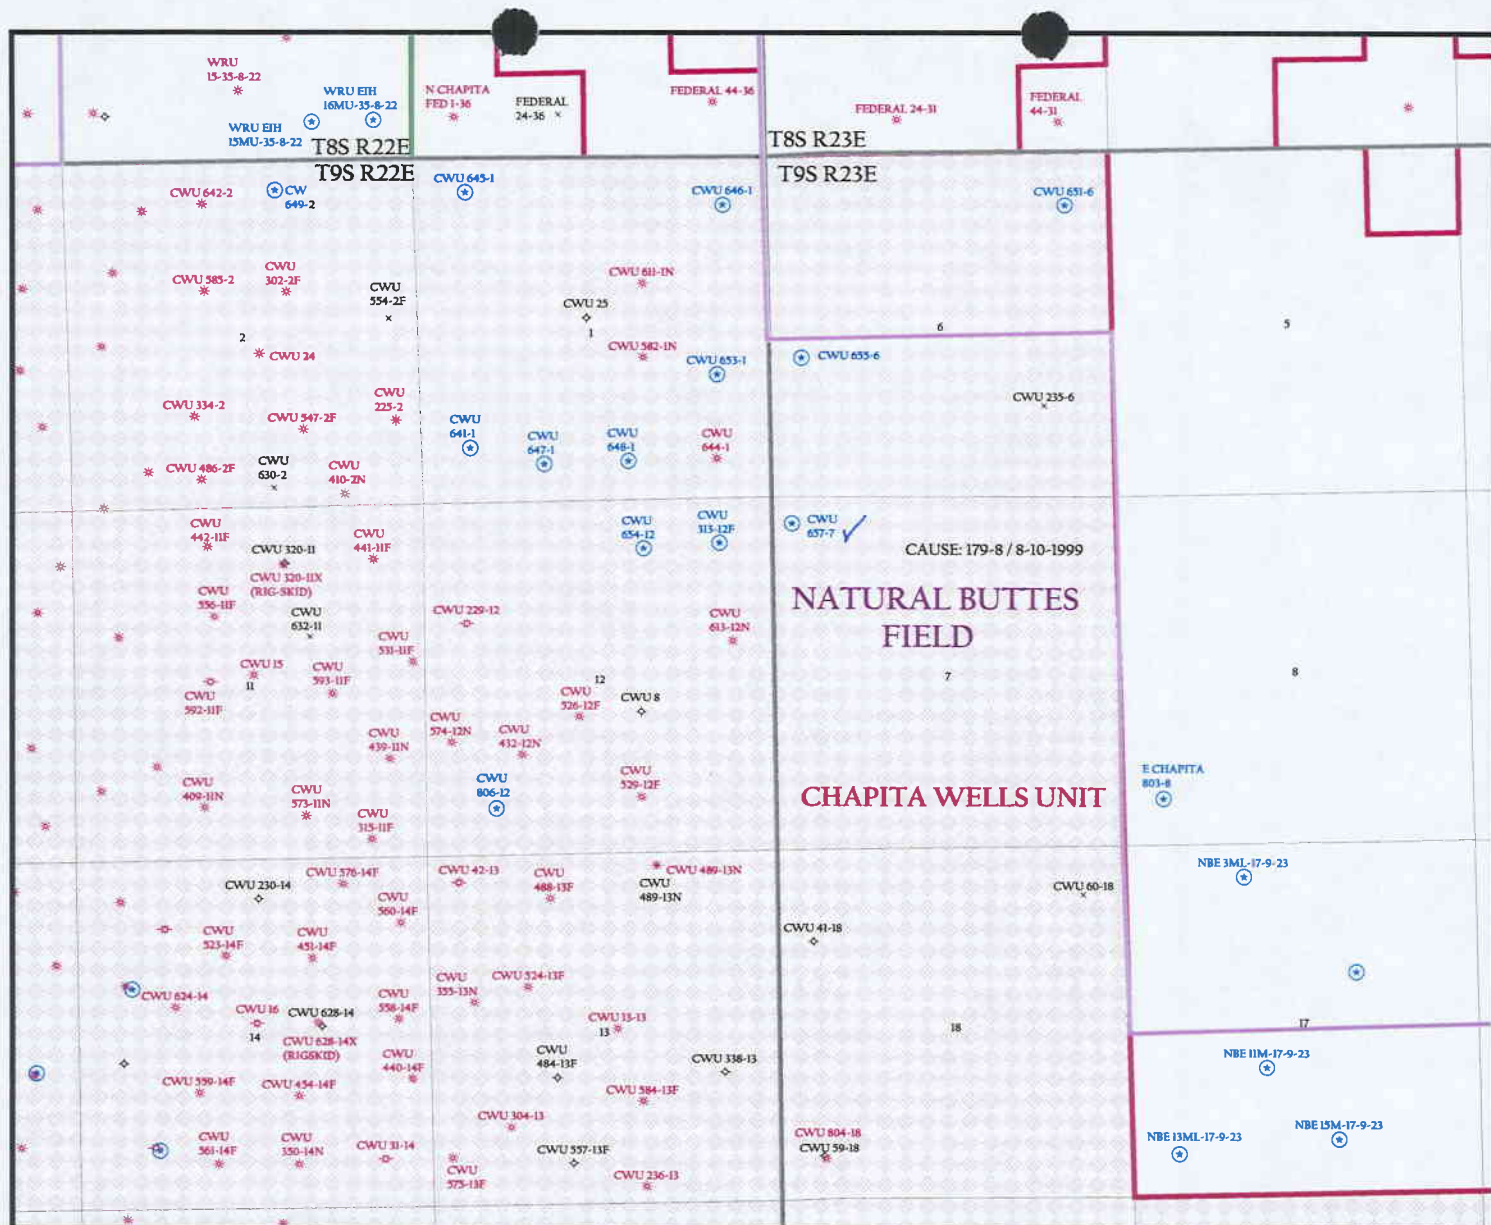 WRU
15-35-8-22
WRU EIH
16MU-35-8-22
WRU EIH
15MU-35-8-22
N CHAPITA
FED 1-36
FEDERAL
24-36
FEDERAL 44-36
FEDERAL 24-31
FEDERAL
44-31
T8S R22E
T8S R23E
T9S R22E
T9S R23E
CWU 642-2
CW
649-2
CWU 645-1
CWU 646-1
CWU 651-6
CWU 585-2
CWU
302-2F
CWU
554-2F
CWU 611-1N
CWU 25
1
2
6
5
CWU 24
CWU 582-1N
CWU 653-1
CWU 655-6
CWU 334-2
CWU 547-2F
CWU
225-2
CWU
641-1
CWU
647-1
CWU
648-1
CWU
644-1
CWU 235-6
CWU 486-2F
CWU
630-2
CWU
410-2N
CWU
442-11F
CWU 320-11
CWU
441-11F
CWU
654-12
CWU
313-12F
CWU
657-7
CAUSE: 179-8 / 8-10-1999
CWU 320-11X
(RIG-SKID)
CWU
556-11F
CWU
632-11
CWU 229-12
CWU
613-12N
NATURAL BUTTES
FIELD
CWU
531-11F
CWU 15
11
CWU
593-11F
CWU
592-11F
12
CWU
526-12F
CWU 8
7
8
CWU
574-12N
CWU
432-12N
CWU
439-11N
CWU
409-11N
CWU
573-11N
CWU
315-11F
CWU
806-12
CWU
529-12F
CHAPITA WELLS UNIT
E CHAPITA
803-8
CWU 576-14F
CWU 230-14
CWU
560-14F
CWU 42-13
CWU
488-13F
CWU 489-13N
CWU
489-13N
CWU 60-18
NBE 3ML-17-9-23
CWU
523-14F
CWU
451-14F
CWU 41-18
CWU 624-14
CWU 16
14
CWU 628-14
CWU
558-14F
CWU
355-13N
CWU 524-13F
CWU 13-13
13
18
17
CWU 628-14X
(RIGSKID)
CWU
440-14F
CWU
484-13F
CWU 338-13
NBE 11M-17-9-23
CWU 559-14F
CWU 454-14F
CWU 584-13F
CWU 304-13
CWU
561-14F
CWU
350-14N
CWU 31-14
CWU 557-13F
CWU
575-13F
CWU 236-13
CWU 804-18
CWU 59-18
NBE 13ML-17-9-23
NBE 15M-17-9-23